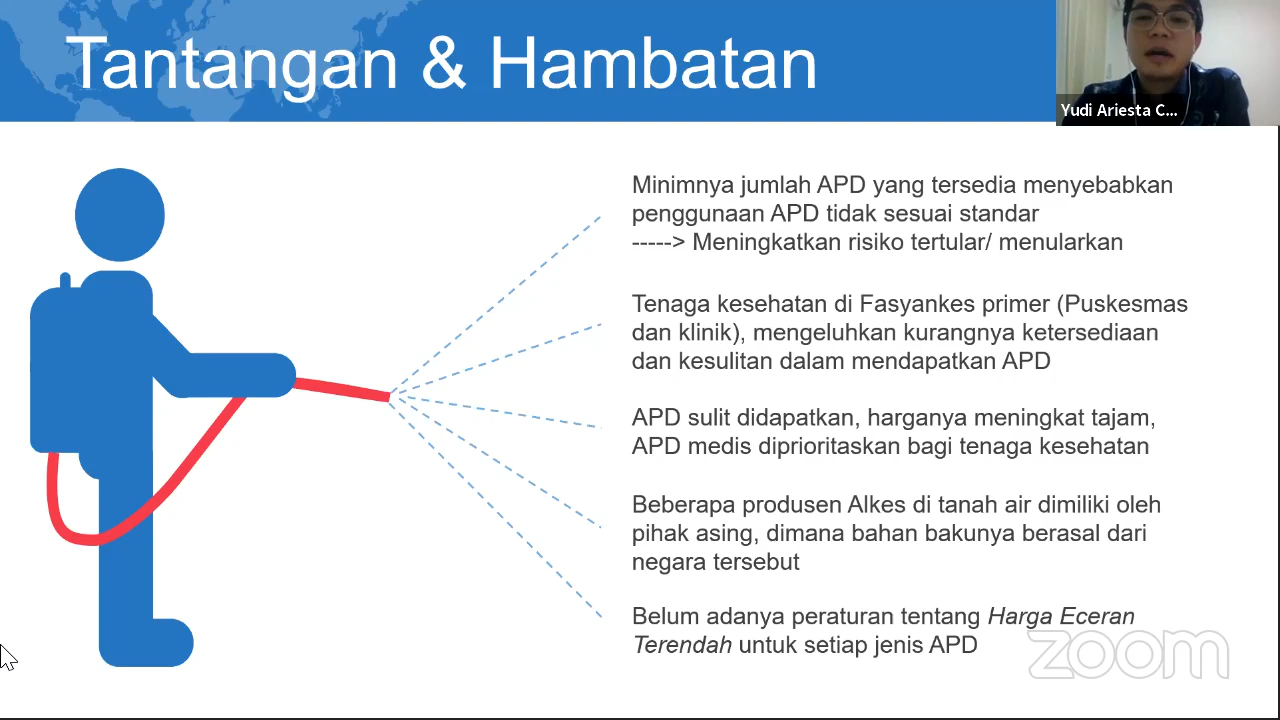 Tantangan & Hambatan
Yudi Ariesta C...
Minimnya jumlah APD yang tersedia menyebabkan
penggunaan APD tidak sesuai standar
-----> Meningkatkan risiko tertular/ menularkan
Tenaga kesehatan di Fasyankes primer (Puskesmas
dan klinik), mengeluhkan kurangnya ketersediaan
dan kesulitan dalam mendapatkan APD
APD sulit didapatkan, harganya meningkat tajam,
APD medis diprioritaskan bagi tenaga kesehatan
Beberapa produsen Alkes di tanah air dimiliki oleh
pihak asing, dimana bahan bakunya berasal dari
negara tersebut
Belum adanya peraturan tentang Harga Eceran
Terendah untuk setiap jenis APD
zoom